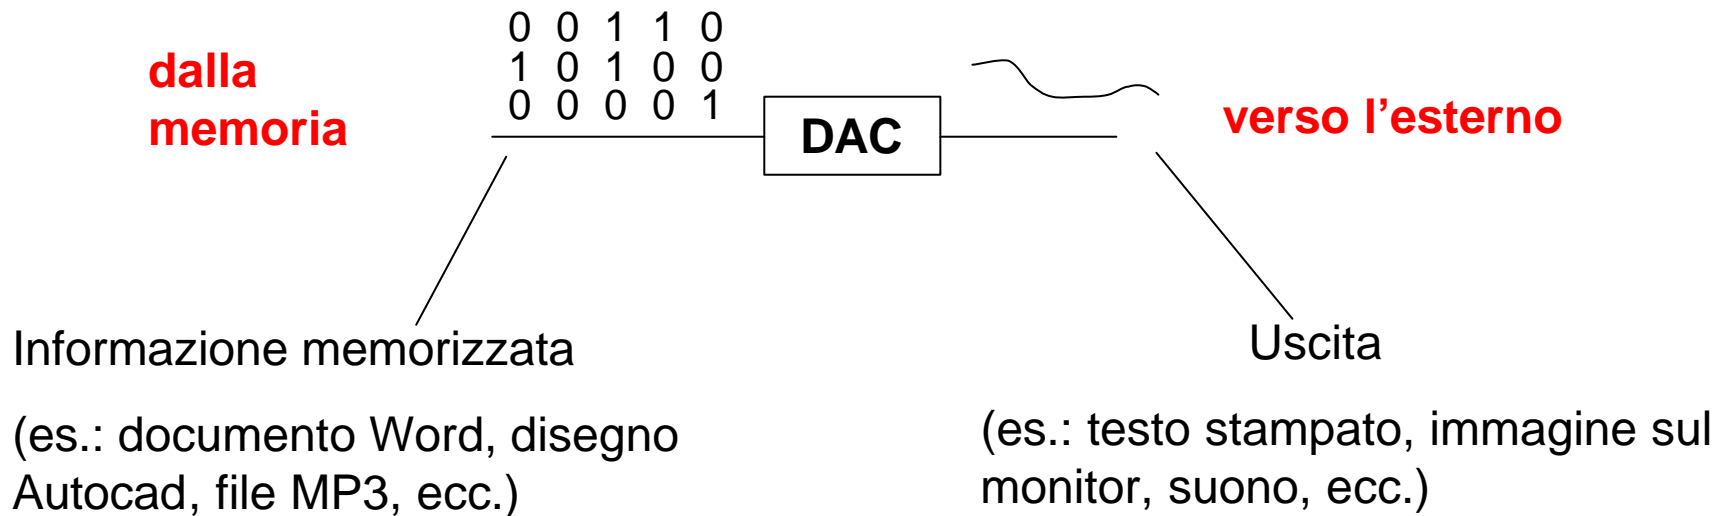 dalla
memoria
0 0 1 1 0
1 0 1 0 0
0 0 0 0 1
DAC
verso l'esterno
Informazione memorizzata
(es.: documento Word, disegno
Autocad, file MP3, ecc.)
Uscita
(es.: testo stampato, immagine sul
monitor, suono, ecc.)